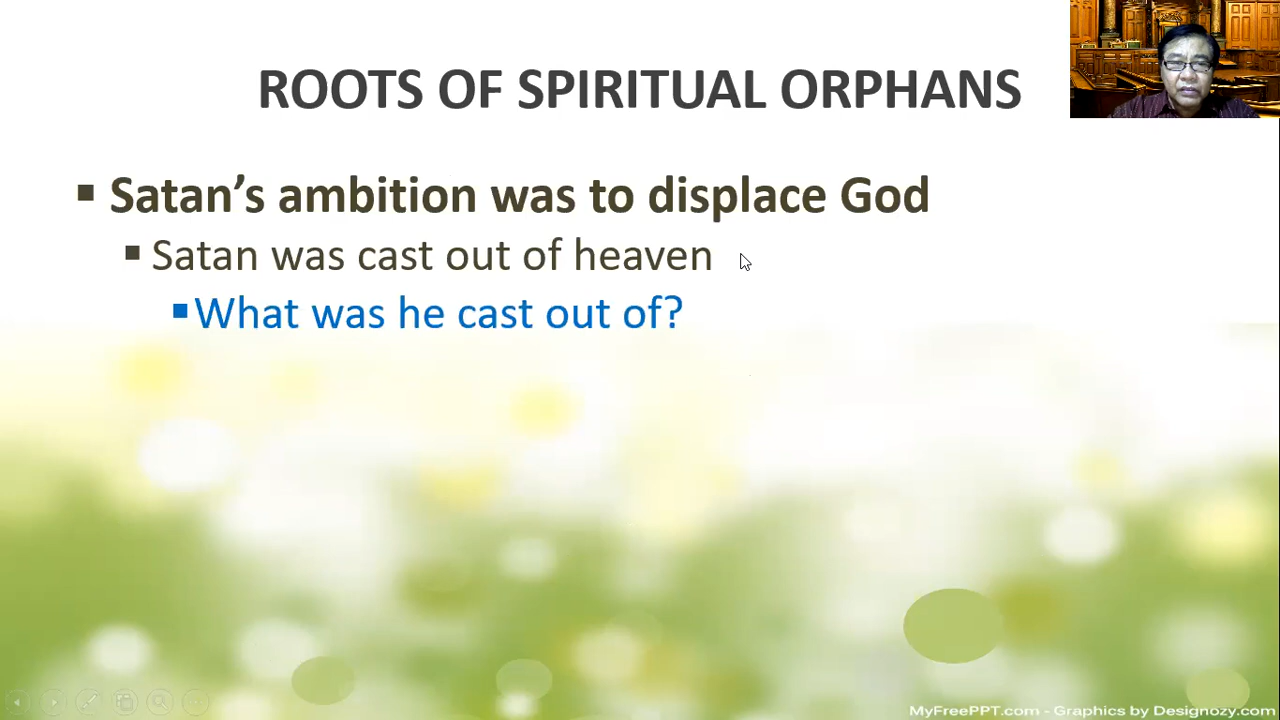 ROOTS OF SPIRITUAL ORPHANS
Satan’s ambition was to displace God
Satan was cast out of heaven
What was he cast out of?
MyFreePPT.com - Graphics by Designozy.com